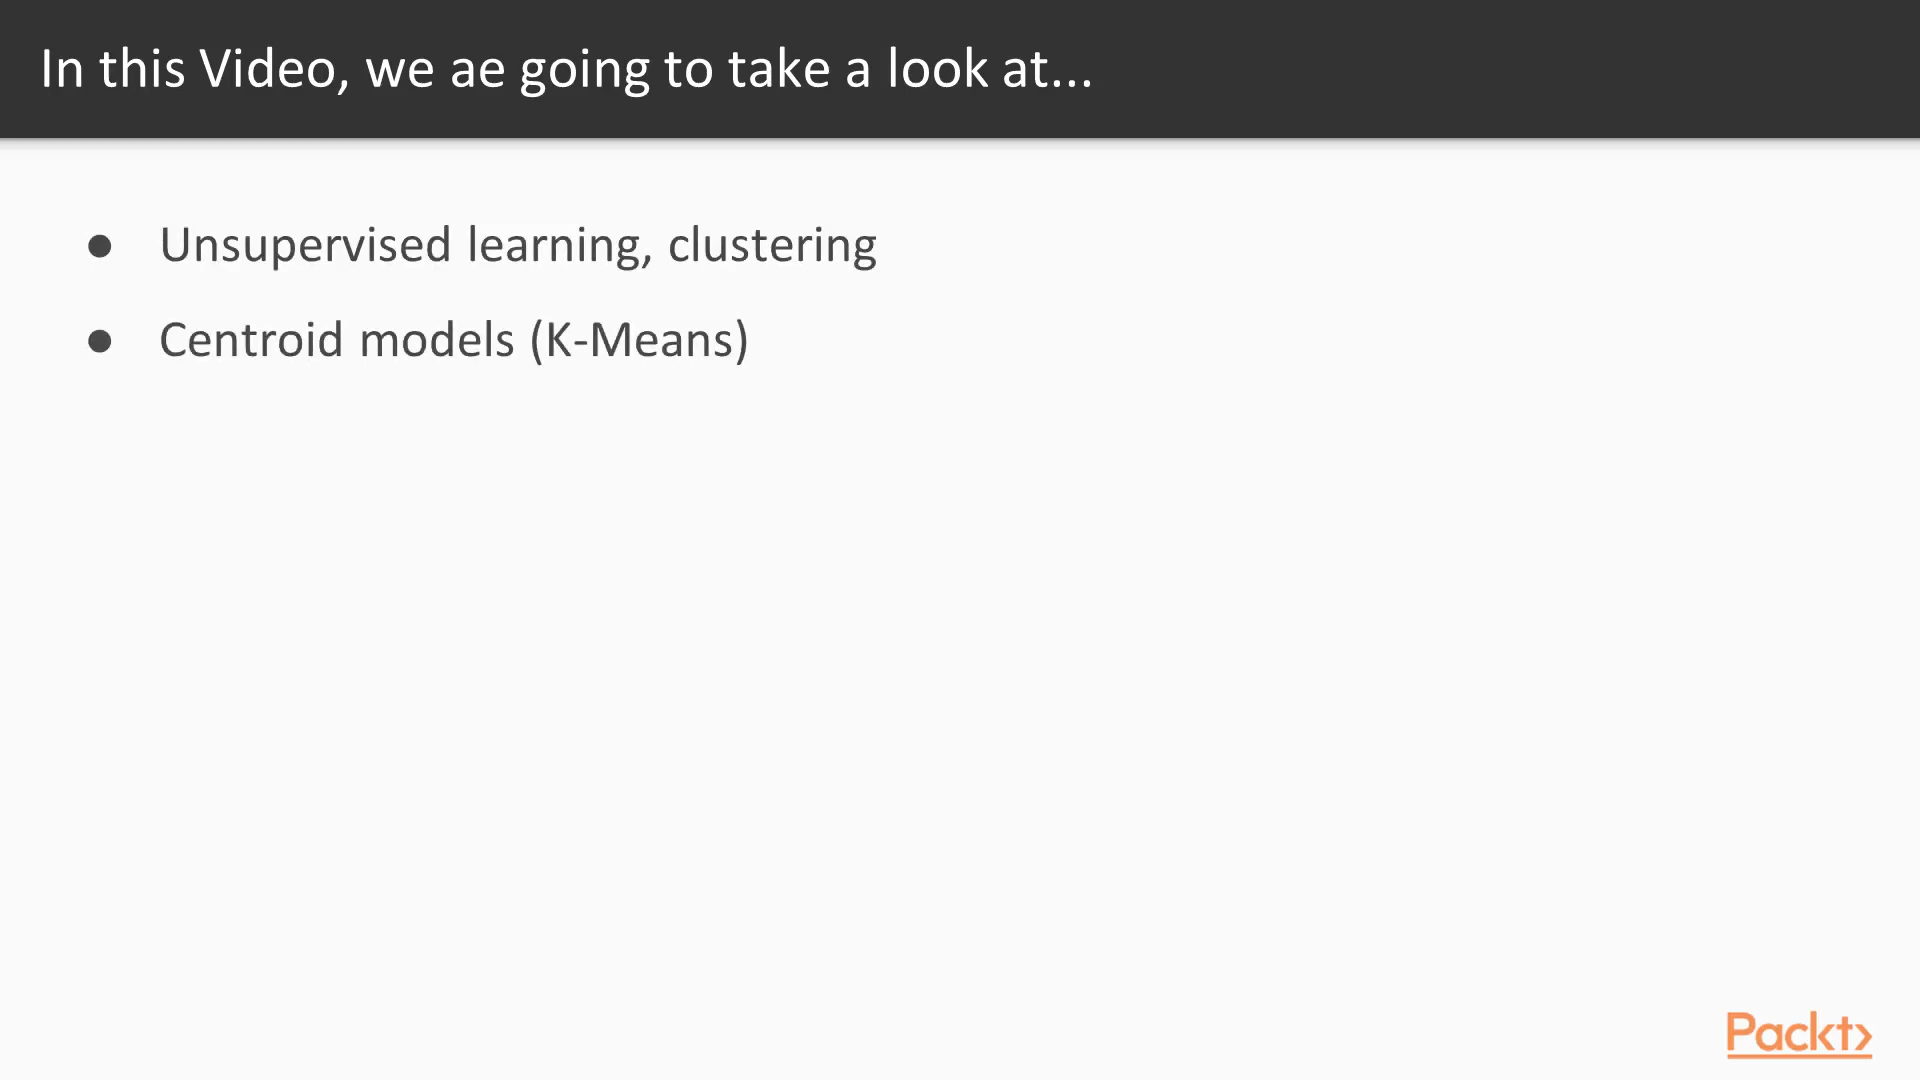 In this Video, we ae going to take a look at...
● Unsupervised learning, clustering
● Centroid models (K-Means)
Packt>